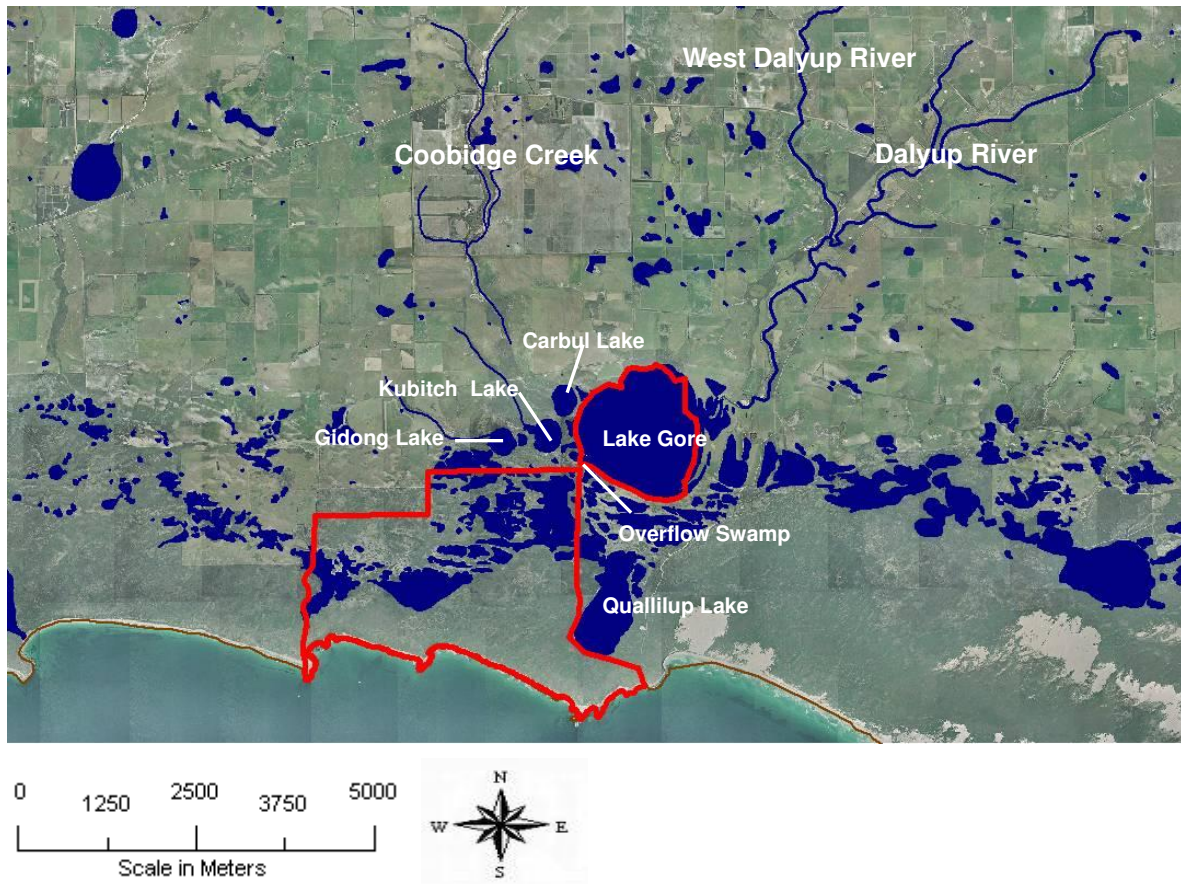 West Dalyup River
Coobidge Creek
Dalyup River
Carbul Lake
Kubitch Lake
Gidong Lake
Lake Gore
Overflow Swamp
Quallilup Lake
0 1250 2500 3750 5000
Scale in Meters
N
W E
S